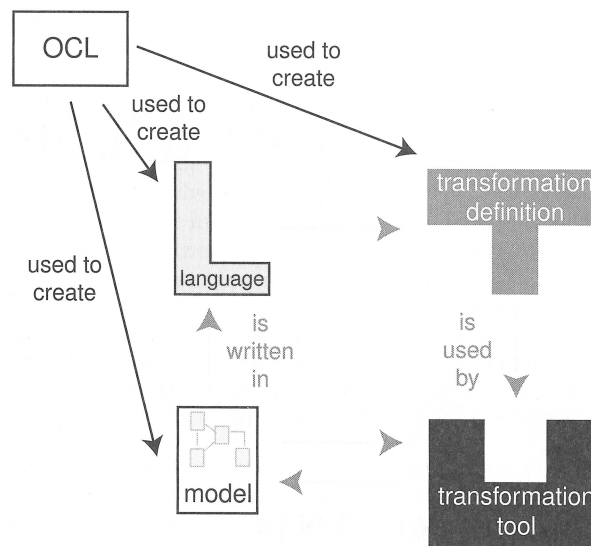 OCL
used to
create
used to
create
transformation
definition
used to
create
language
is
written
in
is
used
by
model
transformation
tool